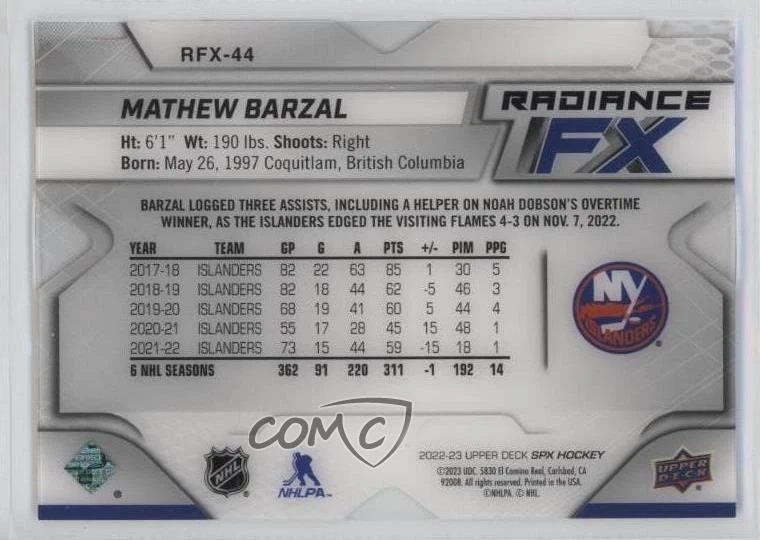 RFX-44
MATHEW BARZAL
RADIANCE
FX
Ht: 6'1" Wt: 190 lbs. Shoots: Right
Born: May 26, 1997 Coquitlam, British Columbia
BARZAL LOGGED THREE ASSISTS, INCLUDING A HELPER ON NOAH DOBSON'S OVERTIME
WINNER, AS THE ISLANDERS EDGED THE VISITING FLAMES 4-3 ON NOV. 7, 2022.
YEAR TEAM GP G A PTS +/- PIM PPG
2017-18 ISLANDERS 82 22 63 85 1 30 5
2018-19 ISLANDERS 82 18 44 62 -5 46 3
2019-20 ISLANDERS 68 19 41 60 5 44 4
2020-21 ISLANDERS 55 17 28 45 15 48 1
2021-22 ISLANDERS 73 15 44 59 -15 18 1
6 NHL SEASONS 362 91 220 311 -1 192 14
NY
ISLANDERS
®
COMC
2022-23 UPPER DECK SPX HOCKEY
©2023 UDC. 5830 El Camino Real, Carlsbad, CA
92008. All rights reserved. Printed in the USA.
©NHLPA. © NHL.
®
NHL
NHLPA™
UPPER
DECK
®